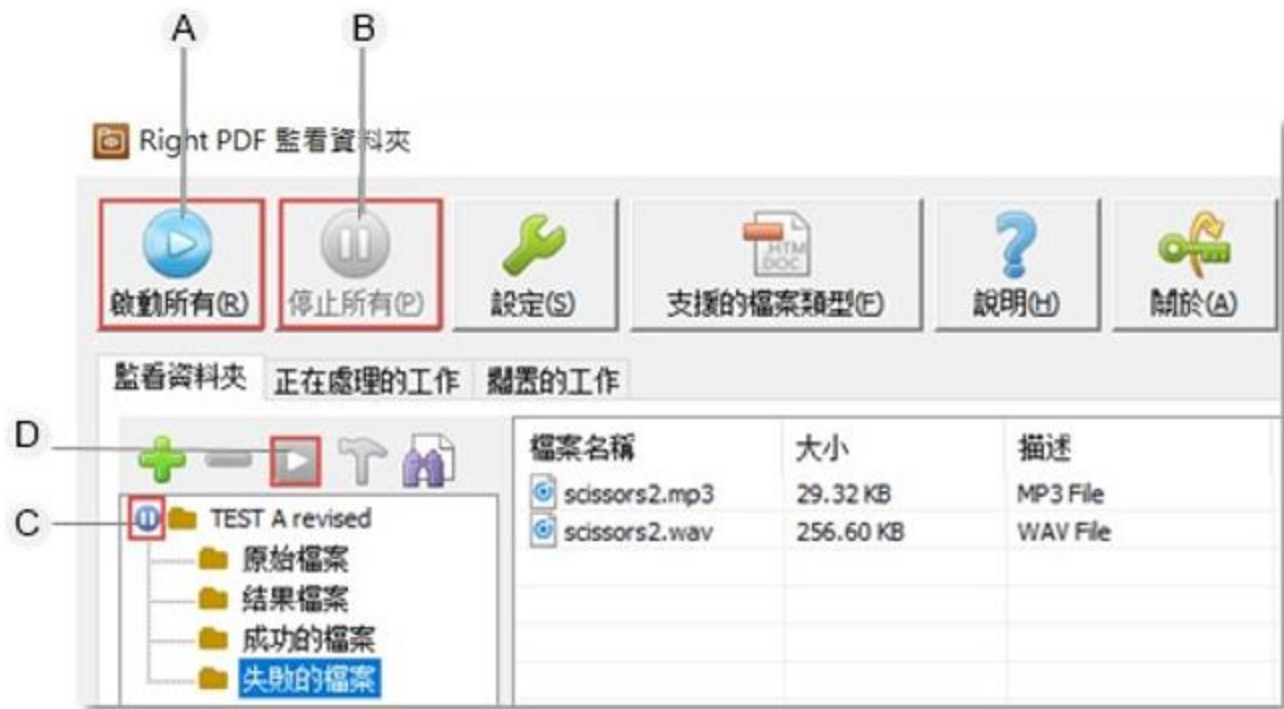 A B
Right PDF 監看資料夾
HTM
DOC
啟動所有(R) 停止所有(P) 設定(S) 支援的檔案類型(F) 說明(H) 關於(A)
監看資料夾 正在處理的工作 擱置的工作
D
檔案名稱 大小 描述
scissors2.mp3 29.32 KB MP3 File
C
TEST A revised
scissors2.wav 256.60 KB WAV File
原始檔案
结果檔案
成功的檔案
失敗的檔案